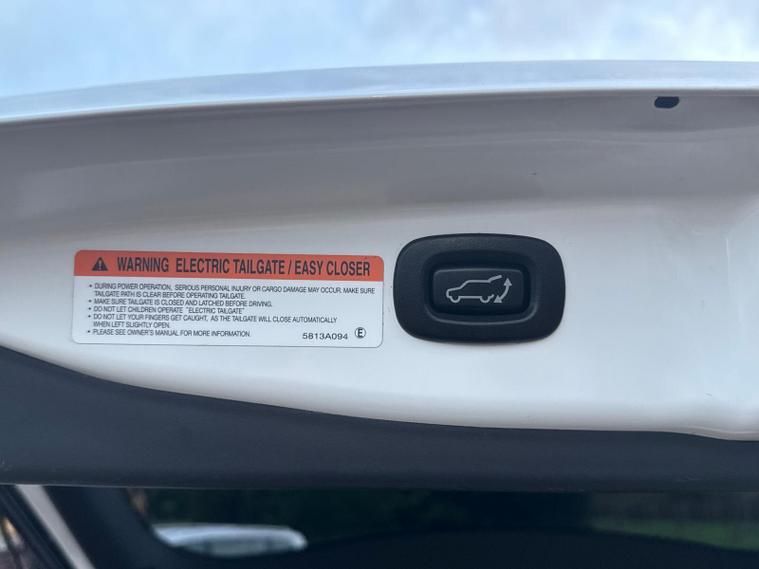 WARNING ELECTRIC TAILGATE / EASY CLOSER
• DURING POWER OPERATION, SERIOUS PERSONAL INJURY OR CARGO DAMAGE MAY OCCUR. MAKE SURE
TAILGATE PATH IS CLEAR BEFORE OPERATING TAILGATE.
• MAKE SURE TAILGATE IS CLOSED AND LATCHED BEFORE DRIVING.
• DO NOT LET CHILDREN OPERATE "ELECTRIC TAILGATE"
• DO NOT LET YOUR FINGERS GET CAUGHT, AS THE TAILGATE WILL CLOSE AUTOMATICALLY
WHEN LEFT SLIGHTLY OPEN.
• PLEASE SEE OWNER'S MANUAL FOR MORE INFORMATION. 5813A094 Ⓔ